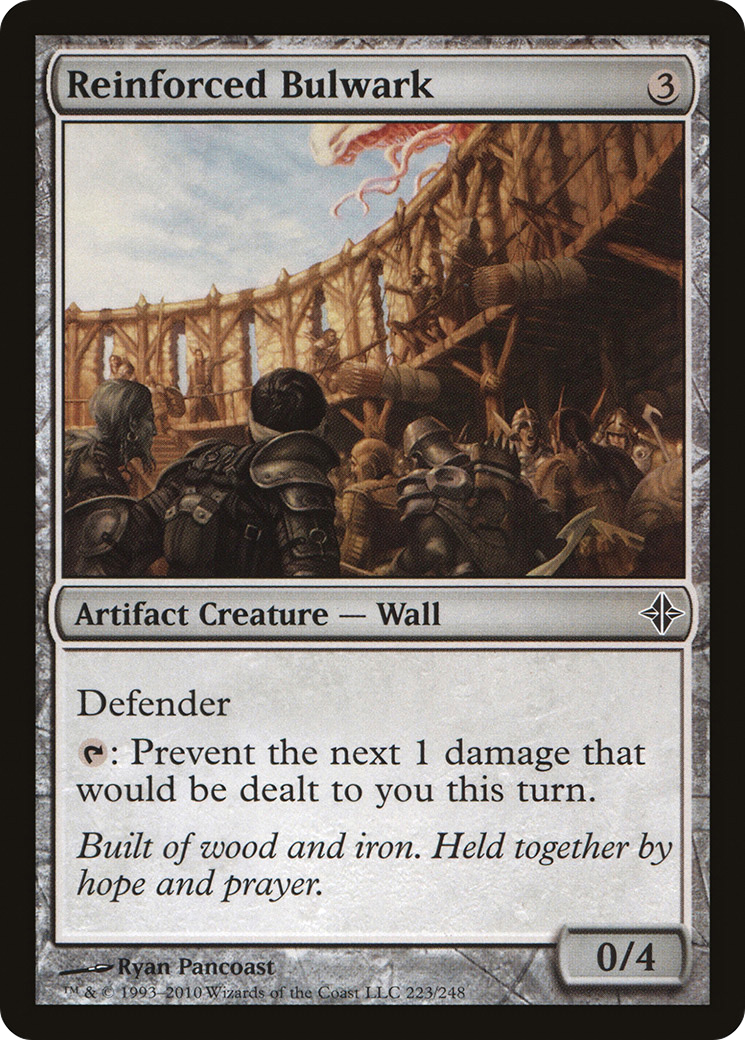 Reinforced Bulwark 3
Artifact Creature — Wall
Defender
: Prevent the next 1 damage that
would be dealt to you this turn.
Built of wood and iron. Held together by
hope and prayer.
0/4
Ryan Pancoast
™ & © 1993–2010 Wizards of the Coast LLC 223/248